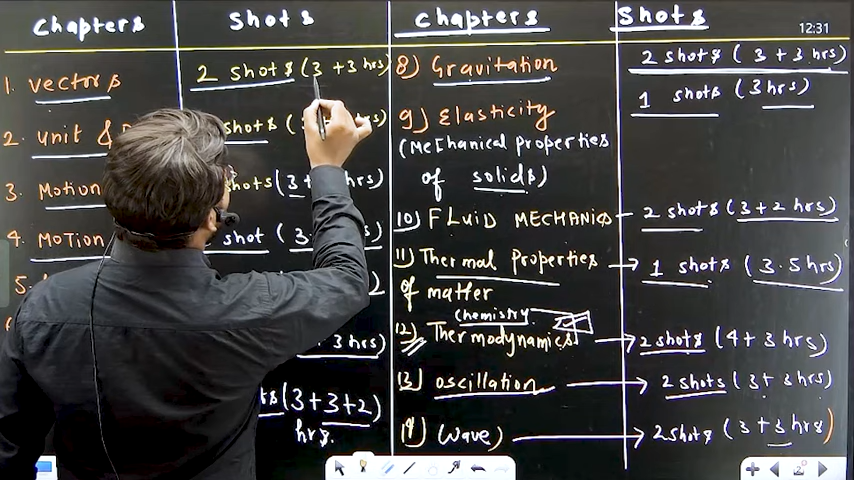 chapters shots chapters shots
12:31
1. vectors 2 shots (3 + 3 hrs) 8) Gravitation 2 shots (3 + 3 hrs)
2. unit & shots ( hrs) 9) Elasticity 1 shots (3 hrs)
(Mechanical properties
of solids)
3. Motion shots (3 hrs)
10) FLUID MECHANICS - 2 shots (3 + 2 hrs)
4. MOTION shot (3 11) Thermal Properties → 1 shots (3.5 hrs)
5. of matter
(chemistry
+ 3 hrs) 12) Thermodynamics → 2 shots (4 + 3 hrs)
(3 + 3 + 2) 13) oscillation → 2 shots (3 + 3 hrs)
hrs. 14) wave) → 2 shots (3 + 3 hrs)